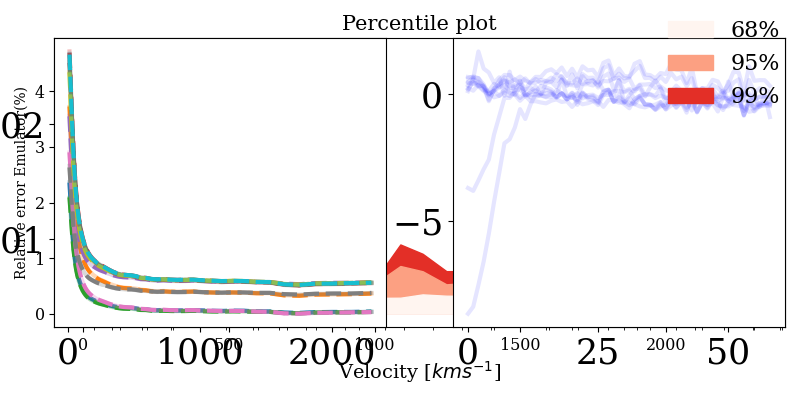 Percentile plot
68%
95%
99%
Relative error Emulator(%)
4
3
2
1
0
02
01
0
−5
0 1000 2000 0 25 50
0 500 1000 1500 2000
Velocity [kms⁻¹]